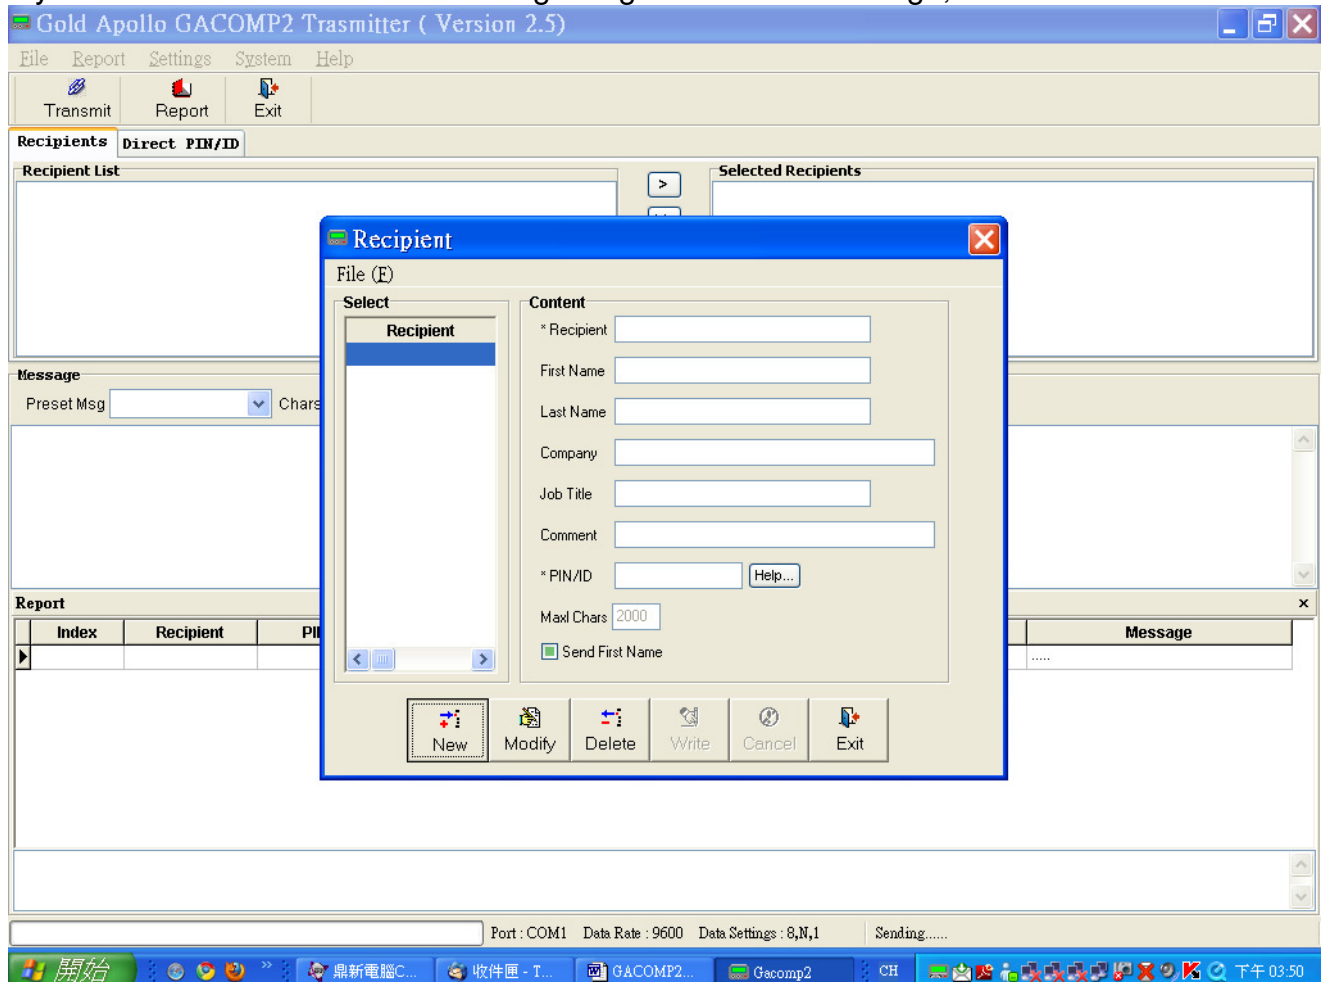 Gold Apollo GACOMP2 Trasmitter ( Version 2.5)
File Report Settings System Help
Transmit Report Exit
Recipients Direct PIN/ID
Recipient List
>
Selected Recipients
Recipient
File (F)
Select
Recipient
Content
* Recipient
First Name
Last Name
Company
Job Title
Comment
* PIN/ID Help...
Maxl Chars 2000
Send First Name
New Modify Delete Write Cancel Exit
Message
Preset Msg Chars
Report x
Index Recipient PI Message
.....
Port : COM1 Data Rate : 9600 Data Settings : 8,N,1 Sending......
開始 鼎新電腦C... 收件匣 - T... GACOMP2... Gacomp2 CH 下午 03:50